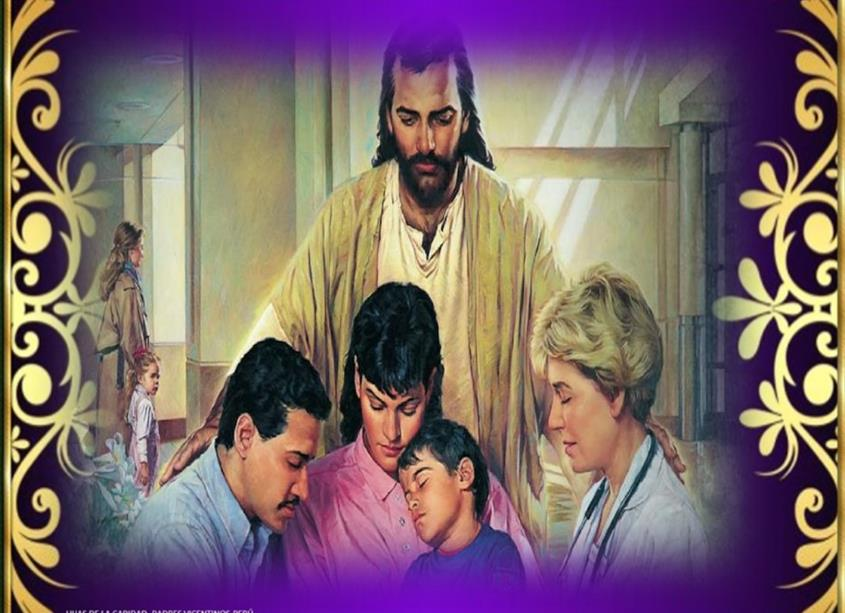 HIJAS DE LA CARIDAD- PADRES VICENTINOS-PERÚ